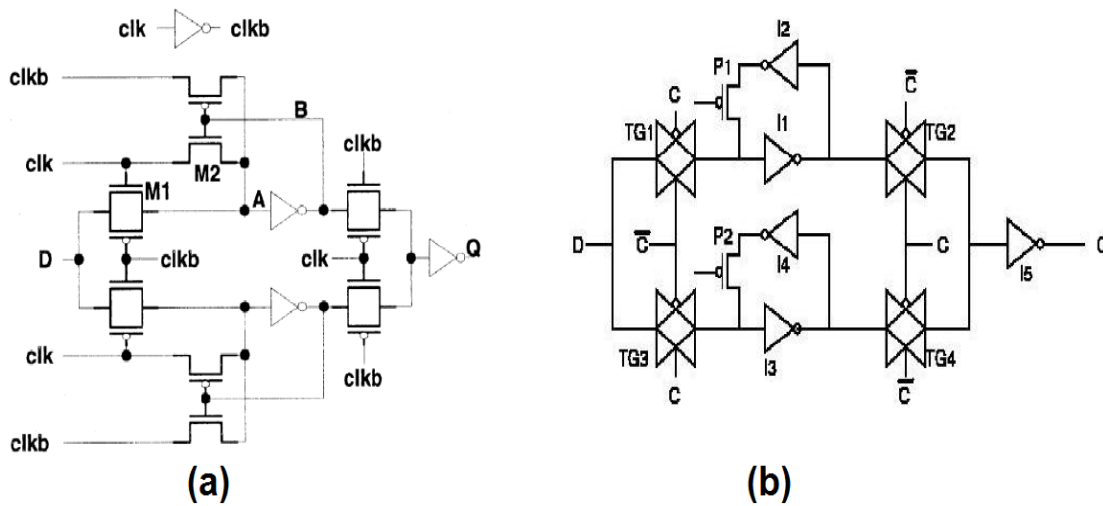 clk clkb
clkb
B
clk
M2
clkb
M1
A
D
clkb
clk
Q
clk
clkb
clkb
(a)
I2
P1
C
C̅
TG1
I1
TG2
D
C̅
P2
C
I4
I5
TG3
I3
TG4
C
C̅
(b)